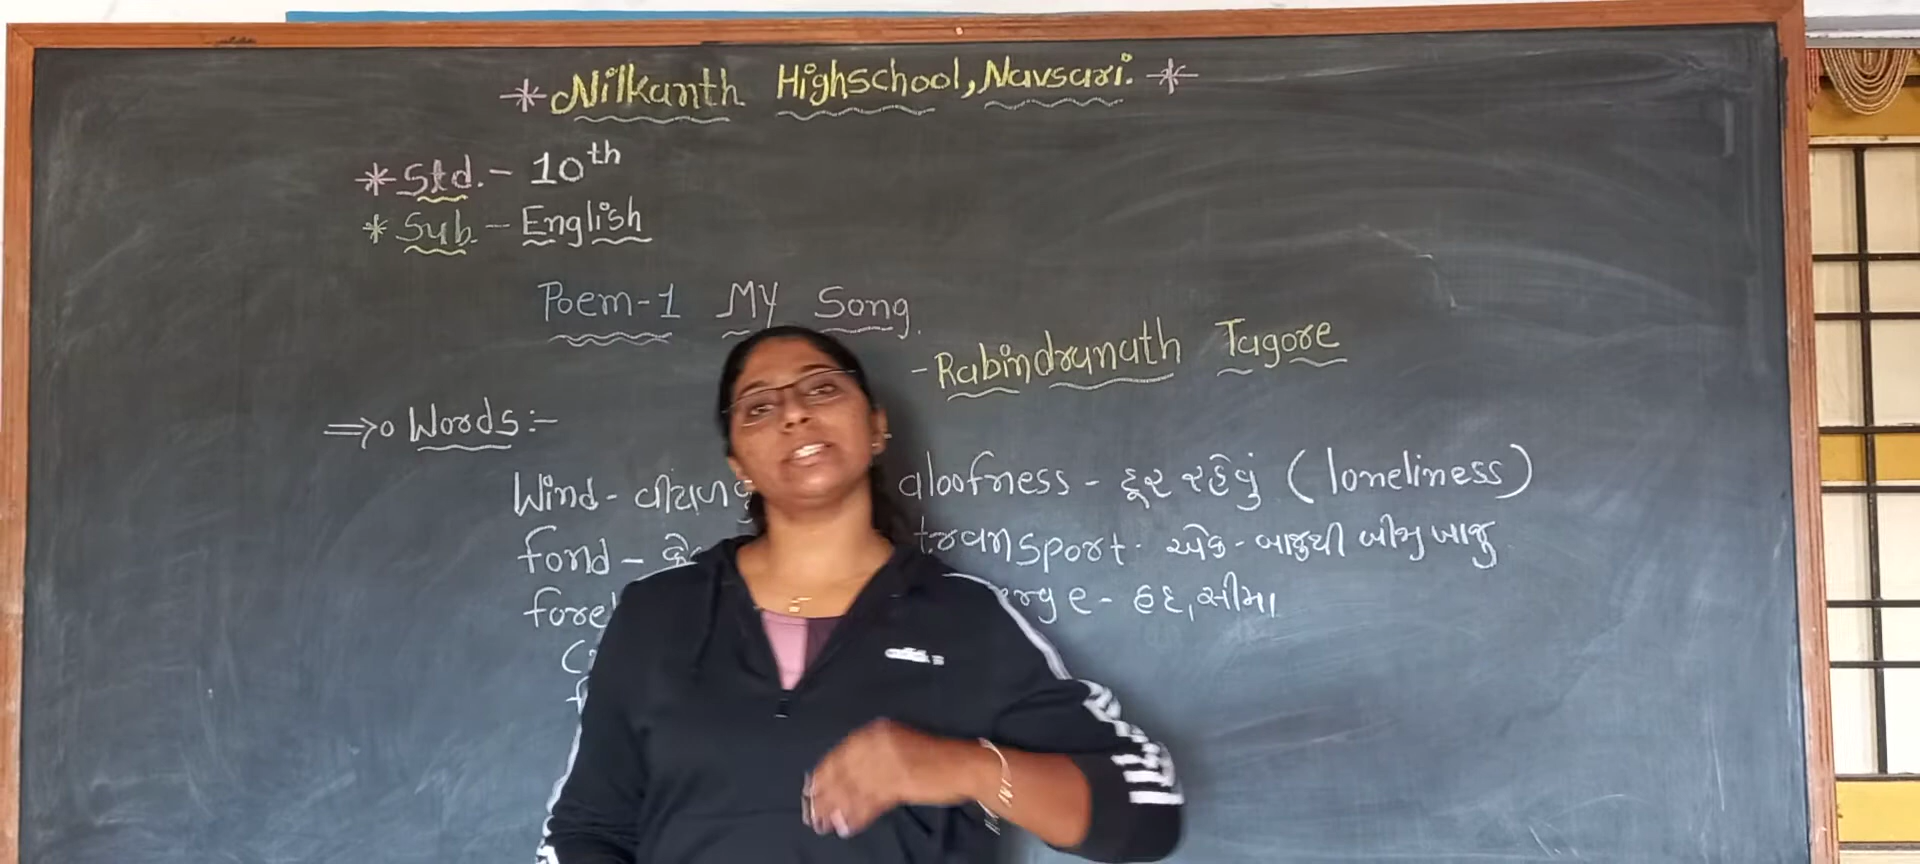 * Nilkanth Highschool, Navsari. *
* Std. - 10th
* Sub. - English
Poem-1 My Song.
- Rabindranath Tagore
⇒ Words :-
Wind - aloofness - દૂર રહેવું (loneliness)
fond - transport - એક - બાજુથી બીજી બાજુ
હદ, સીમા